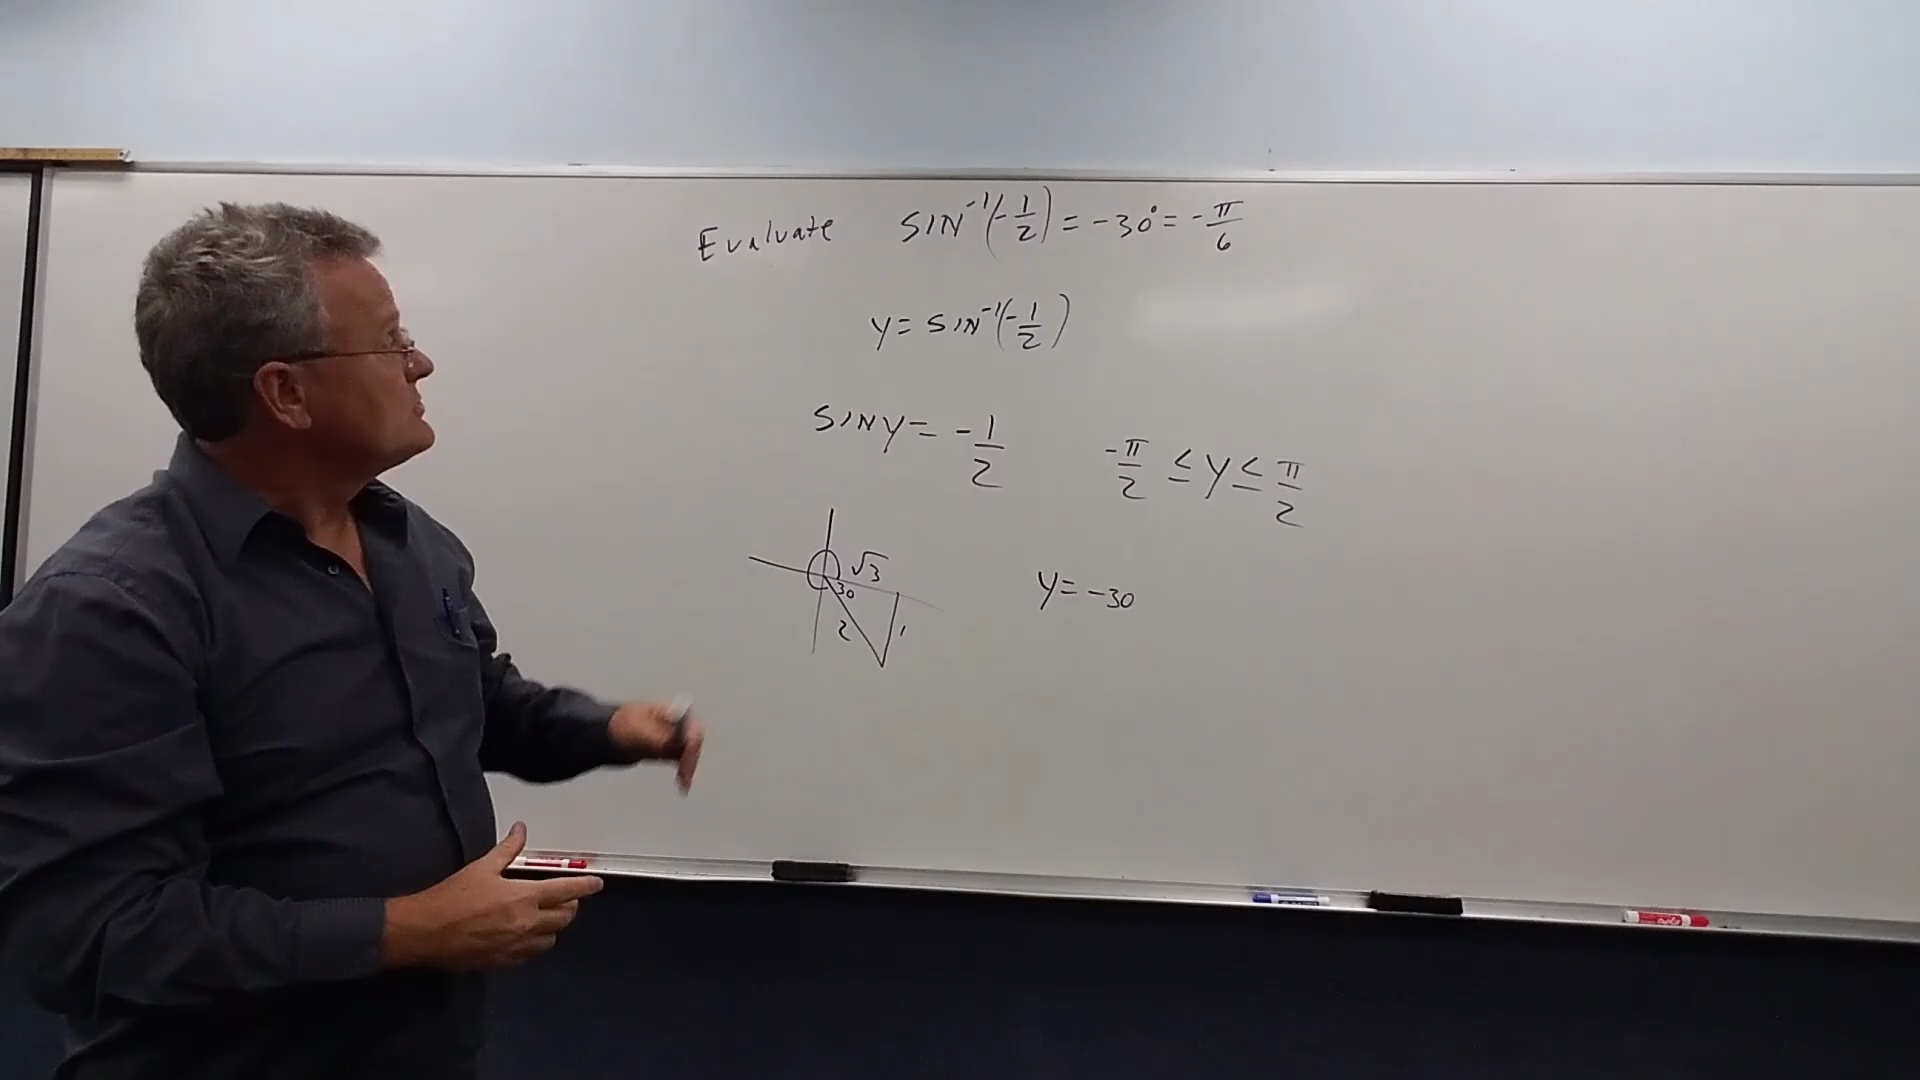 Evaluate SIN⁻¹(-1/2) = -30° = -π/6
y = SIN⁻¹(-1/2)
SIN y = -1/2
-π/2 ≤ y ≤ π/2
√3
30
2
1
y = -30